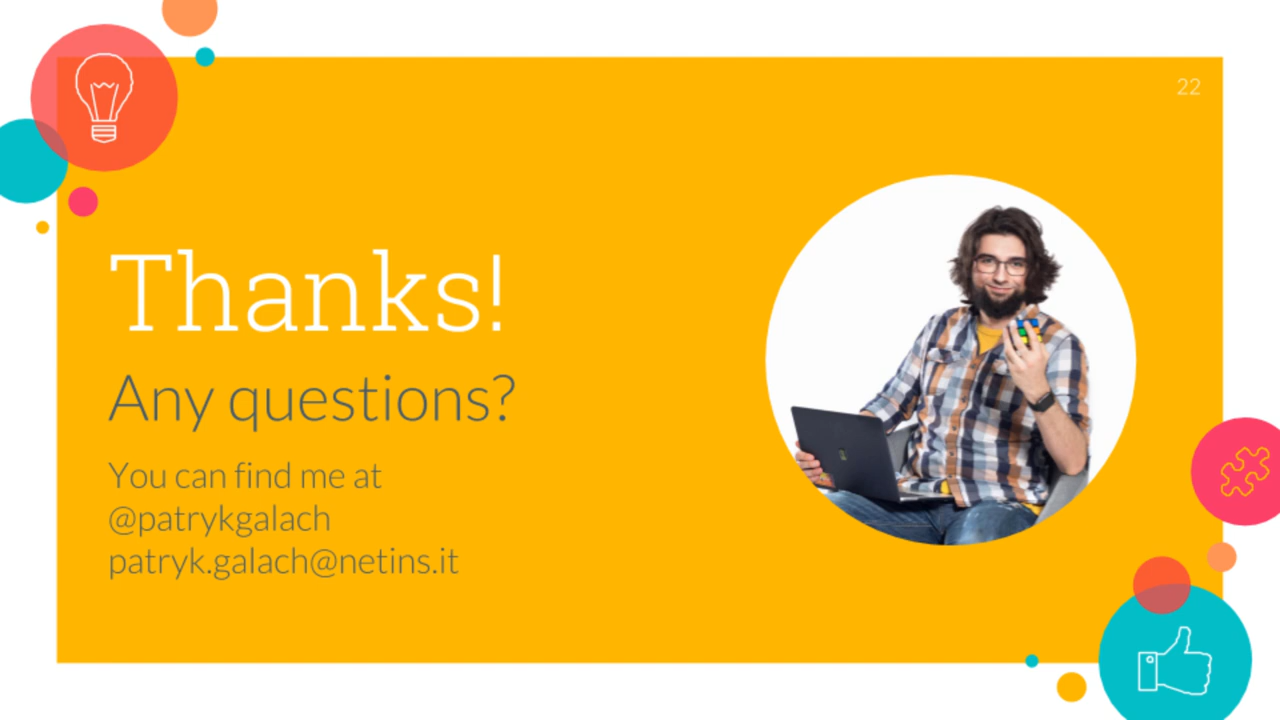 22
Thanks!
Any questions?
You can find me at
@patrykgalach
patryk.galach@netins.it